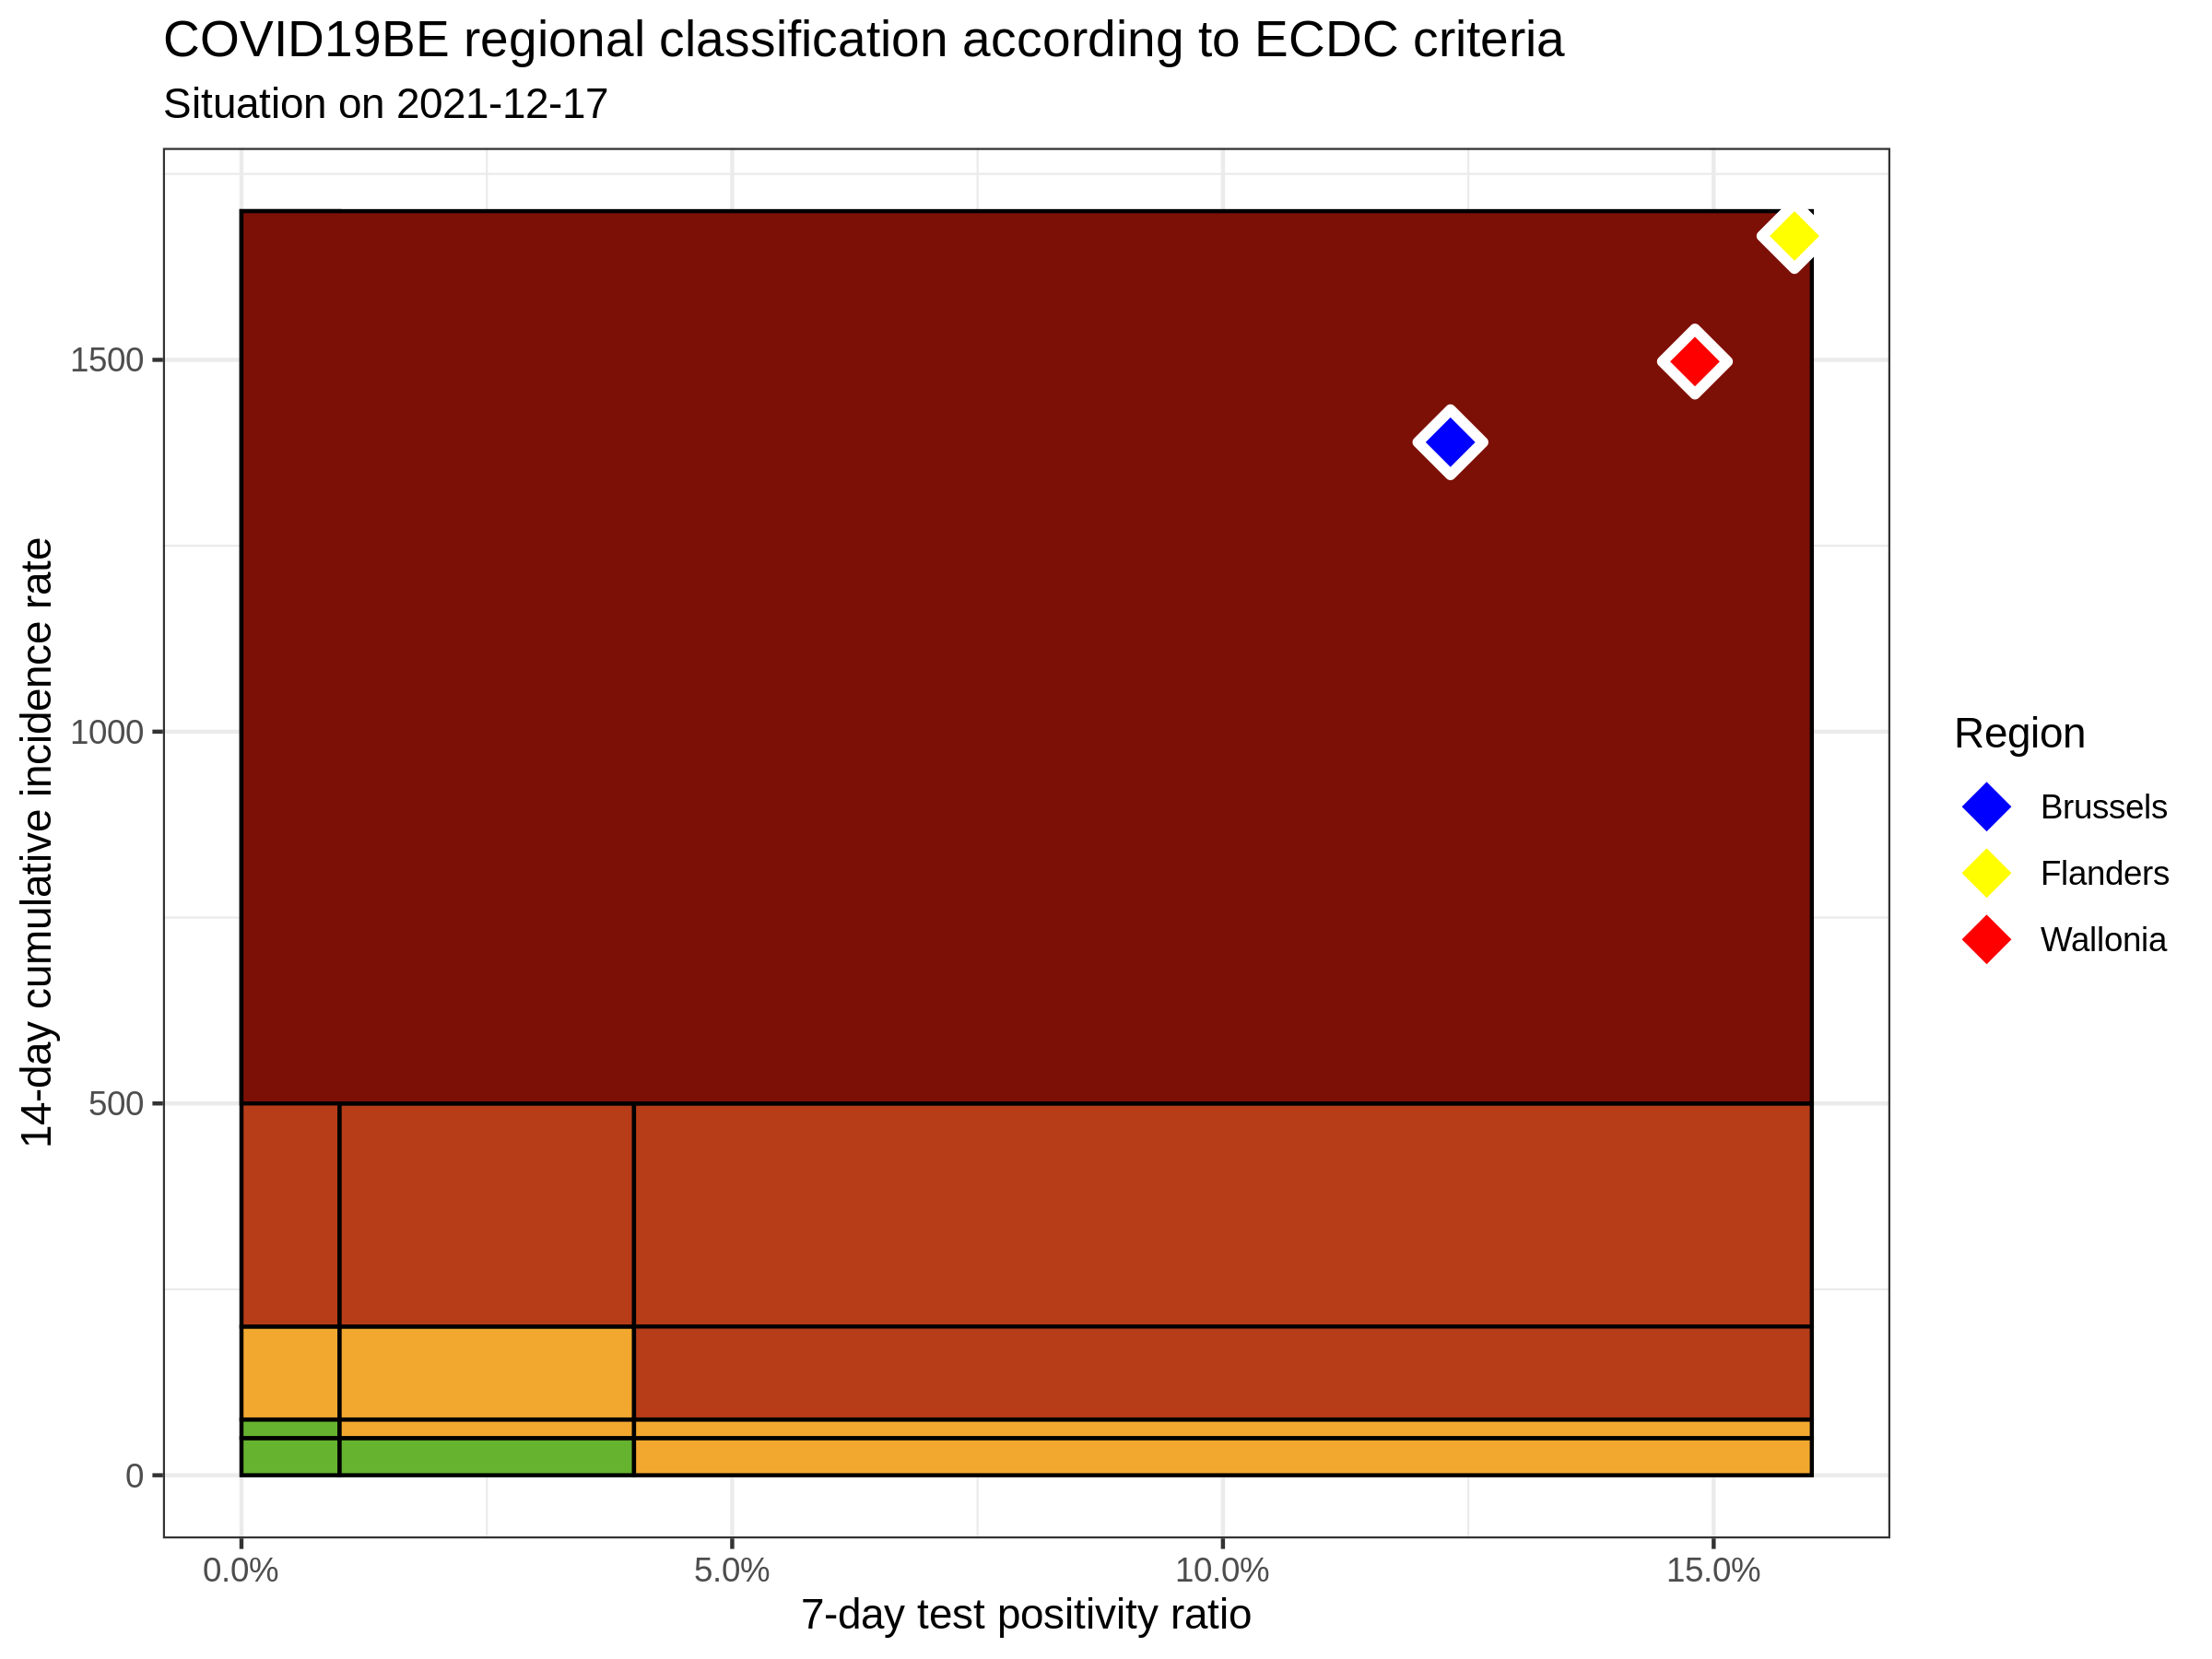 COVID19BE regional classification according to ECDC criteria
Situation on 2021-12-17
14-day cumulative incidence rate
1500
1000
500
0
0.0%
5.0%
10.0%
15.0%
7-day test positivity ratio
Region
Brussels
Flanders
Wallonia